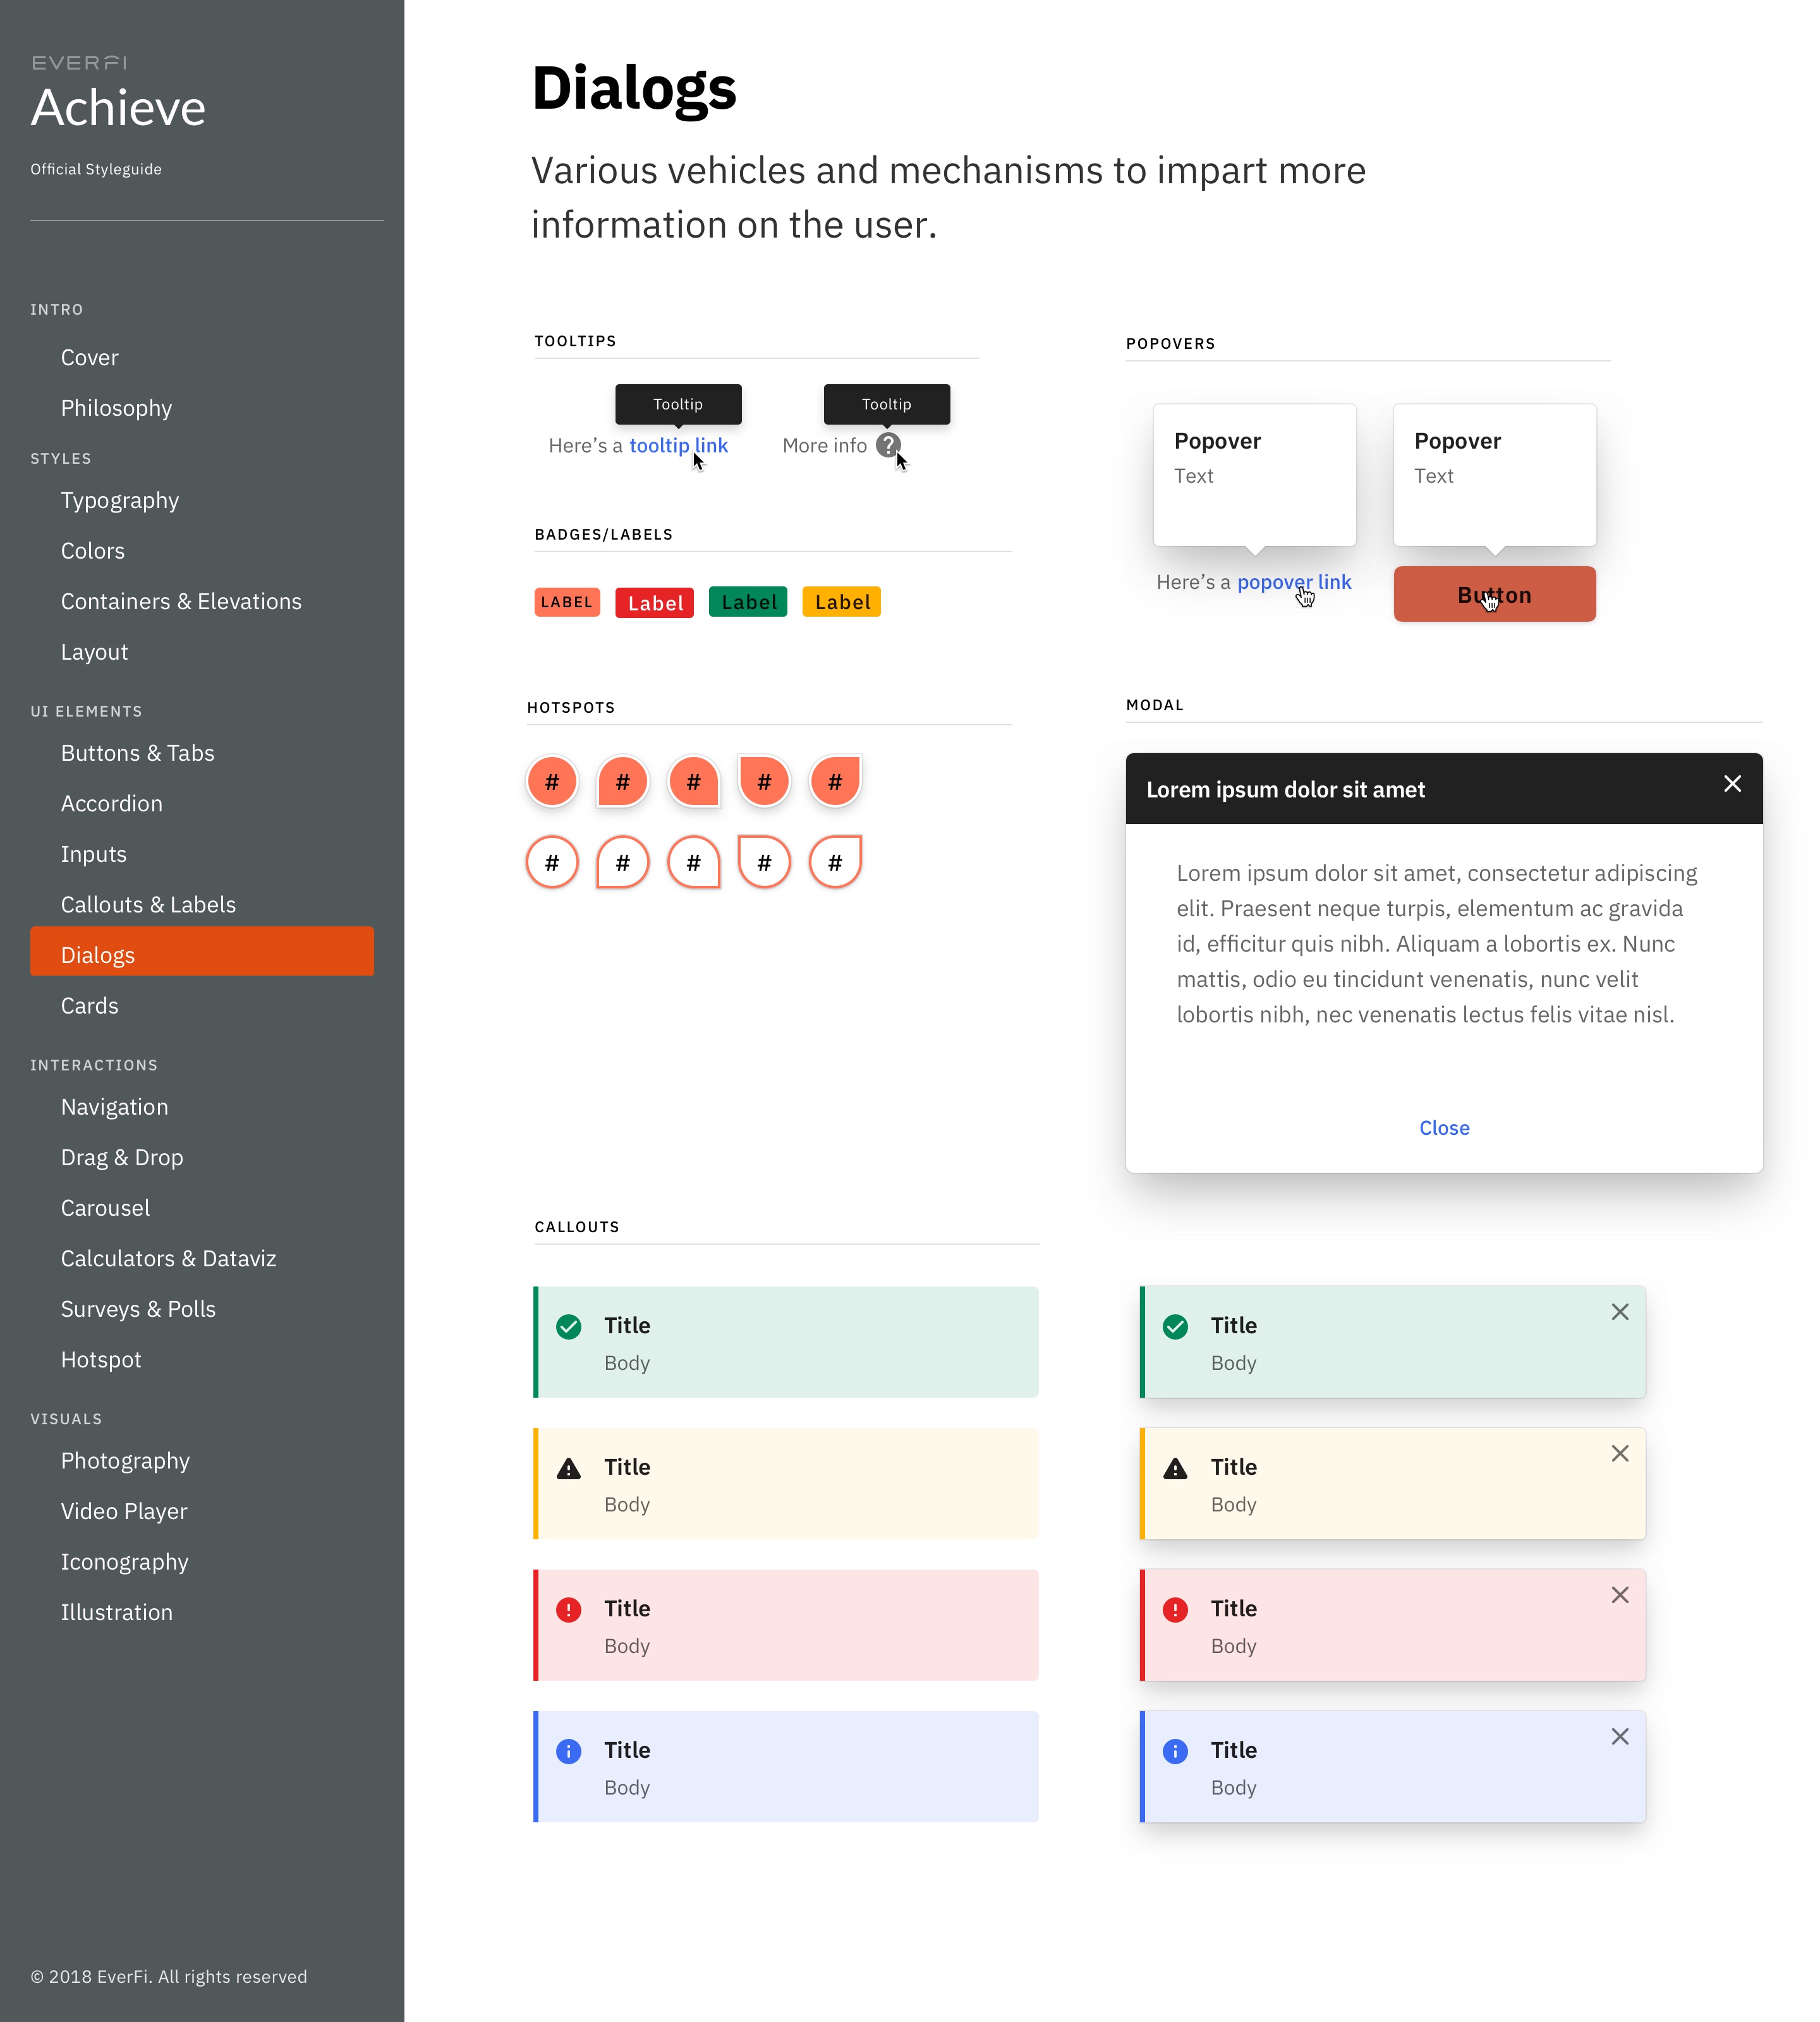 EVERFI
Achieve
Official Styleguide
INTRO
Cover
Philosophy
STYLES
Typography
Colors
Containers & Elevations
Layout
UI ELEMENTS
Buttons & Tabs
Accordion
Inputs
Callouts & Labels
Dialogs
Cards
INTERACTIONS
Navigation
Drag & Drop
Carousel
Calculators & Dataviz
Surveys & Polls
Hotspot
VISUALS
Photography
Video Player
Iconography
Illustration
© 2018 EverFi. All rights reserved
Dialogs
Various vehicles and mechanisms to impart more
information on the user.
TOOLTIPS
Tooltip
Tooltip
Here’s a tooltip link
More info ?
BADGES/LABELS
LABEL Label Label Label
HOTSPOTS
# # # # #
# # # # #
POPOVERS
Popover
Text
Here’s a popover link
Popover
Text
Button
MODAL
Lorem ipsum dolor sit amet
Lorem ipsum dolor sit amet, consectetur adipiscing
elit. Praesent neque turpis, elementum ac gravida
id, efficitur quis nibh. Aliquam a lobortis ex. Nunc
mattis, odio eu tincidunt venenatis, nunc velit
lobortis nibh, nec venenatis lectus felis vitae nisl.
Close
CALLOUTS
Title
Body
Title
Body
Title
Body
Title
Body
Title
Body
Title
Body
Title
Body
Title
Body